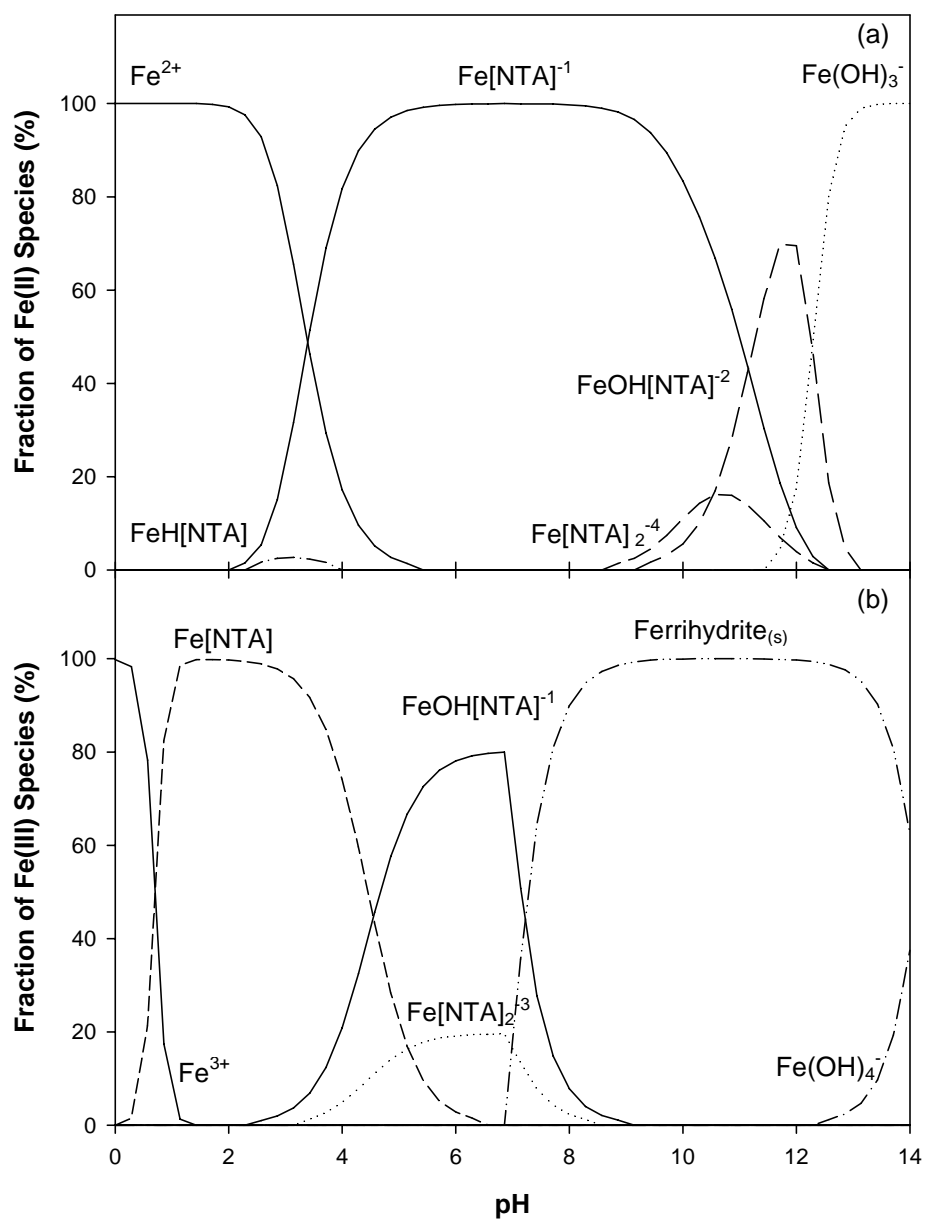 (a)
Fe2+
Fe[NTA]-1
Fe(OH)3-
100
80
60
40
20
0
Fraction of Fe(II) Species (%)
FeOH[NTA]-2
FeH[NTA]
Fe[NTA] 2-4
(b)
Fe[NTA]
Ferrihydrite(s)
FeOH[NTA]-1
100
80
60
40
20
0
Fraction of Fe(III) Species (%)
Fe[NTA]2-3
Fe3+
Fe(OH)4-
0 2 4 6 8 10 12 14
pH